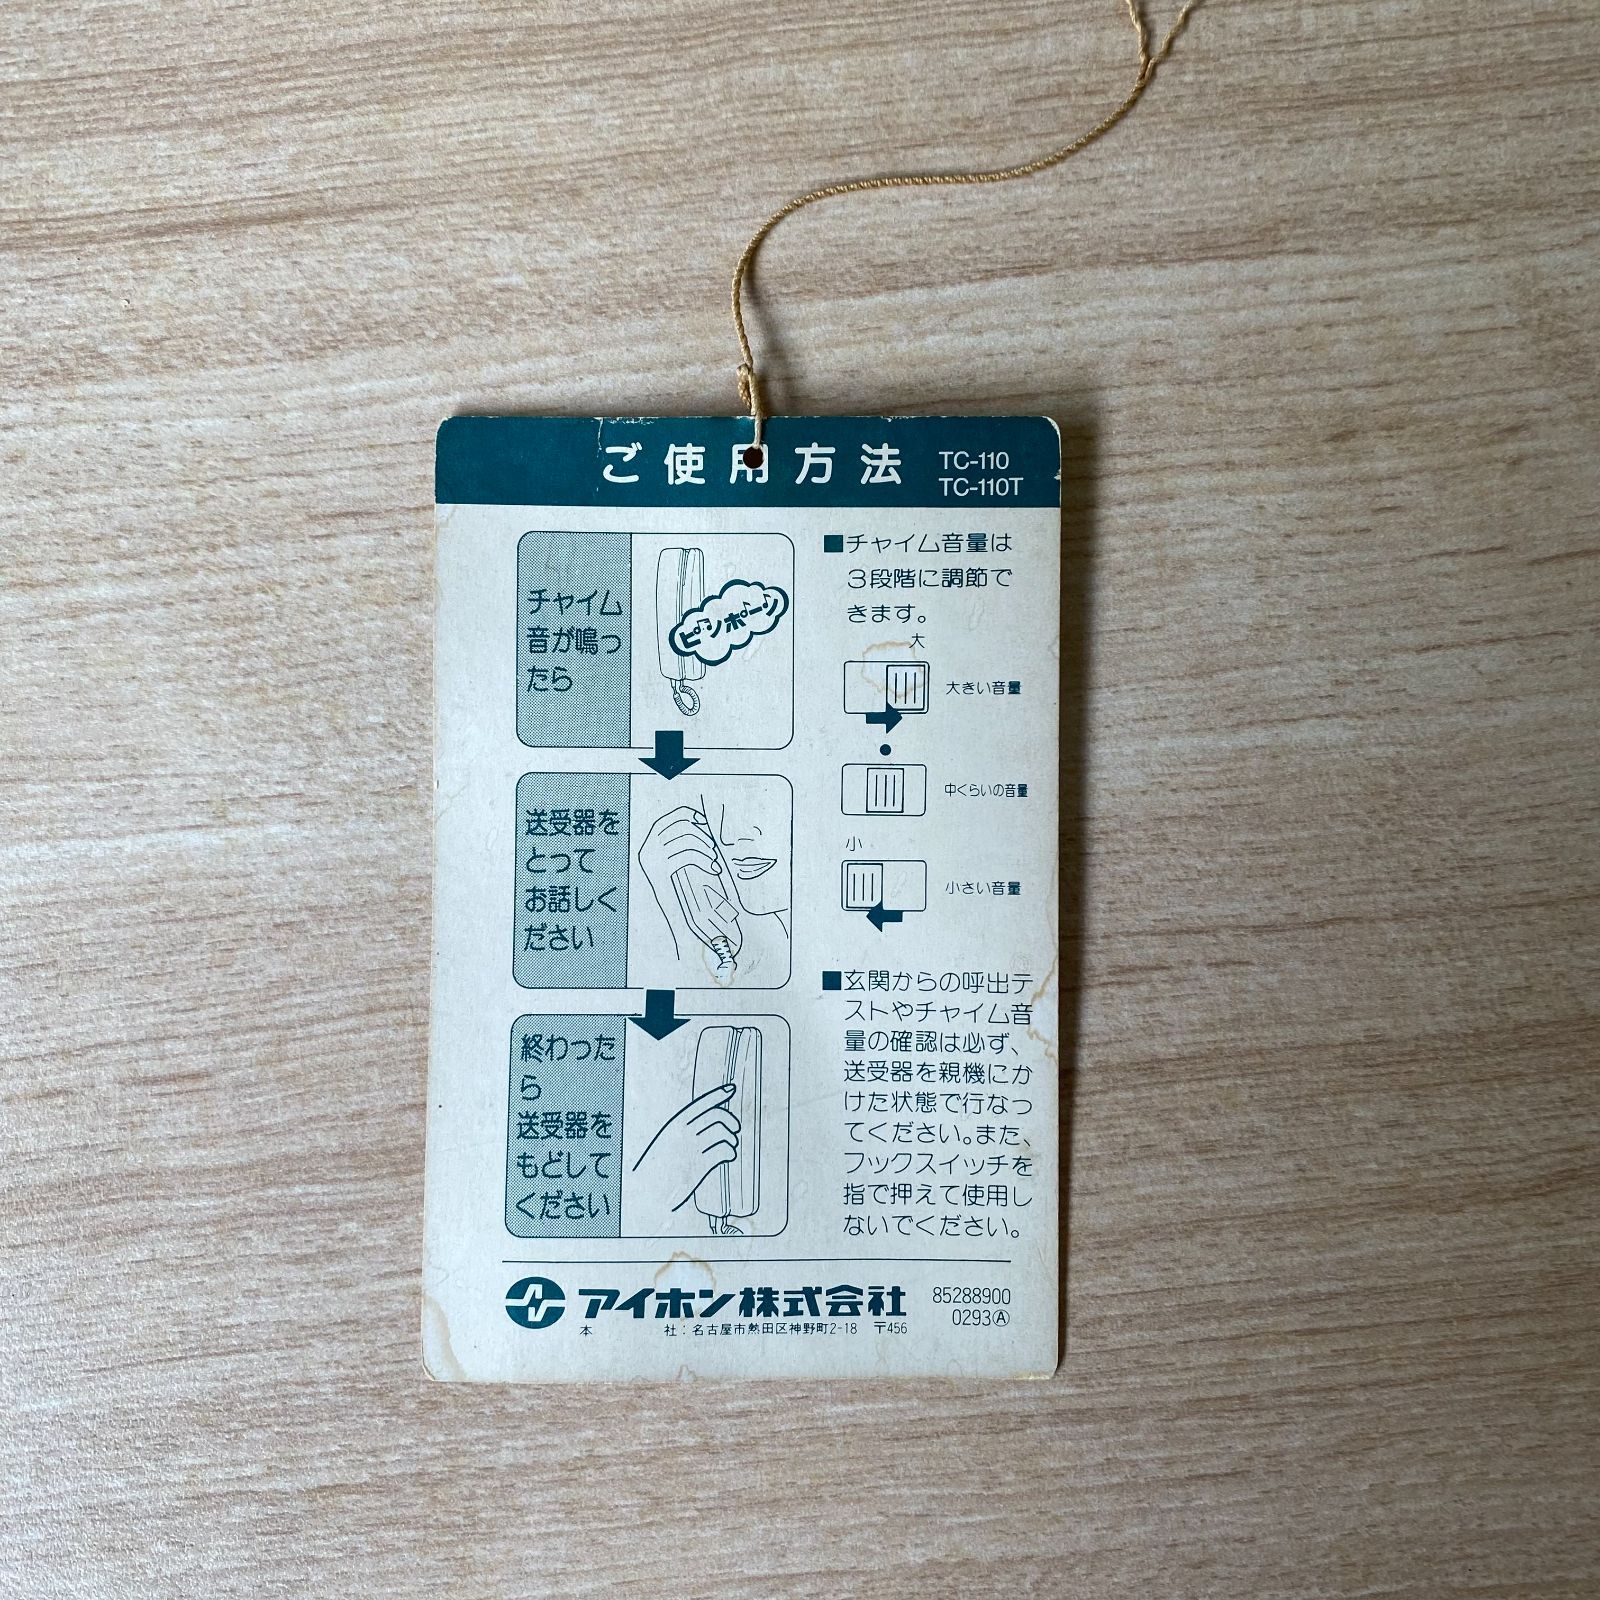 ご使用方法
TC-110
TC-110T
チャイム
音が鳴っ
たら
ピンポーン
送受器を
とって
お話しく
ださい
終わった
ら
送受器を
もどして
ください
■チャイム音量は
3段階に調節で
きます。
大
大きい音量
中くらいの音量
小
小さい音量
■玄関からの呼出テ
ストやチャイム音
量の確認は必ず、
送受器を親機にか
けた状態で行なっ
てください。また、
フックスイッチを
指で押えて使用し
ないでください。
アイホン株式会社
本 社:名古屋市熱田区神野町2-18 〒456
85288900
0293Ⓐ